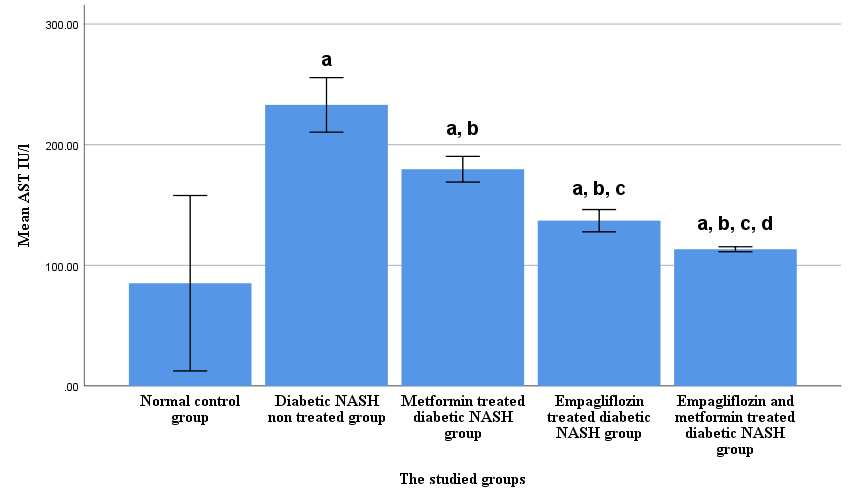 300.00
200.00
100.00
.00
Mean AST IU/l
a
a, b
a, b, c
a, b, c, d
Normal control
group
Diabetic NASH
non treated group
Metformin treated
diabetic NASH
group
Empagliflozin
treated diabetic
NASH group
Empagliflozin and
metformin treated
diabetic NASH
group
The studied groups